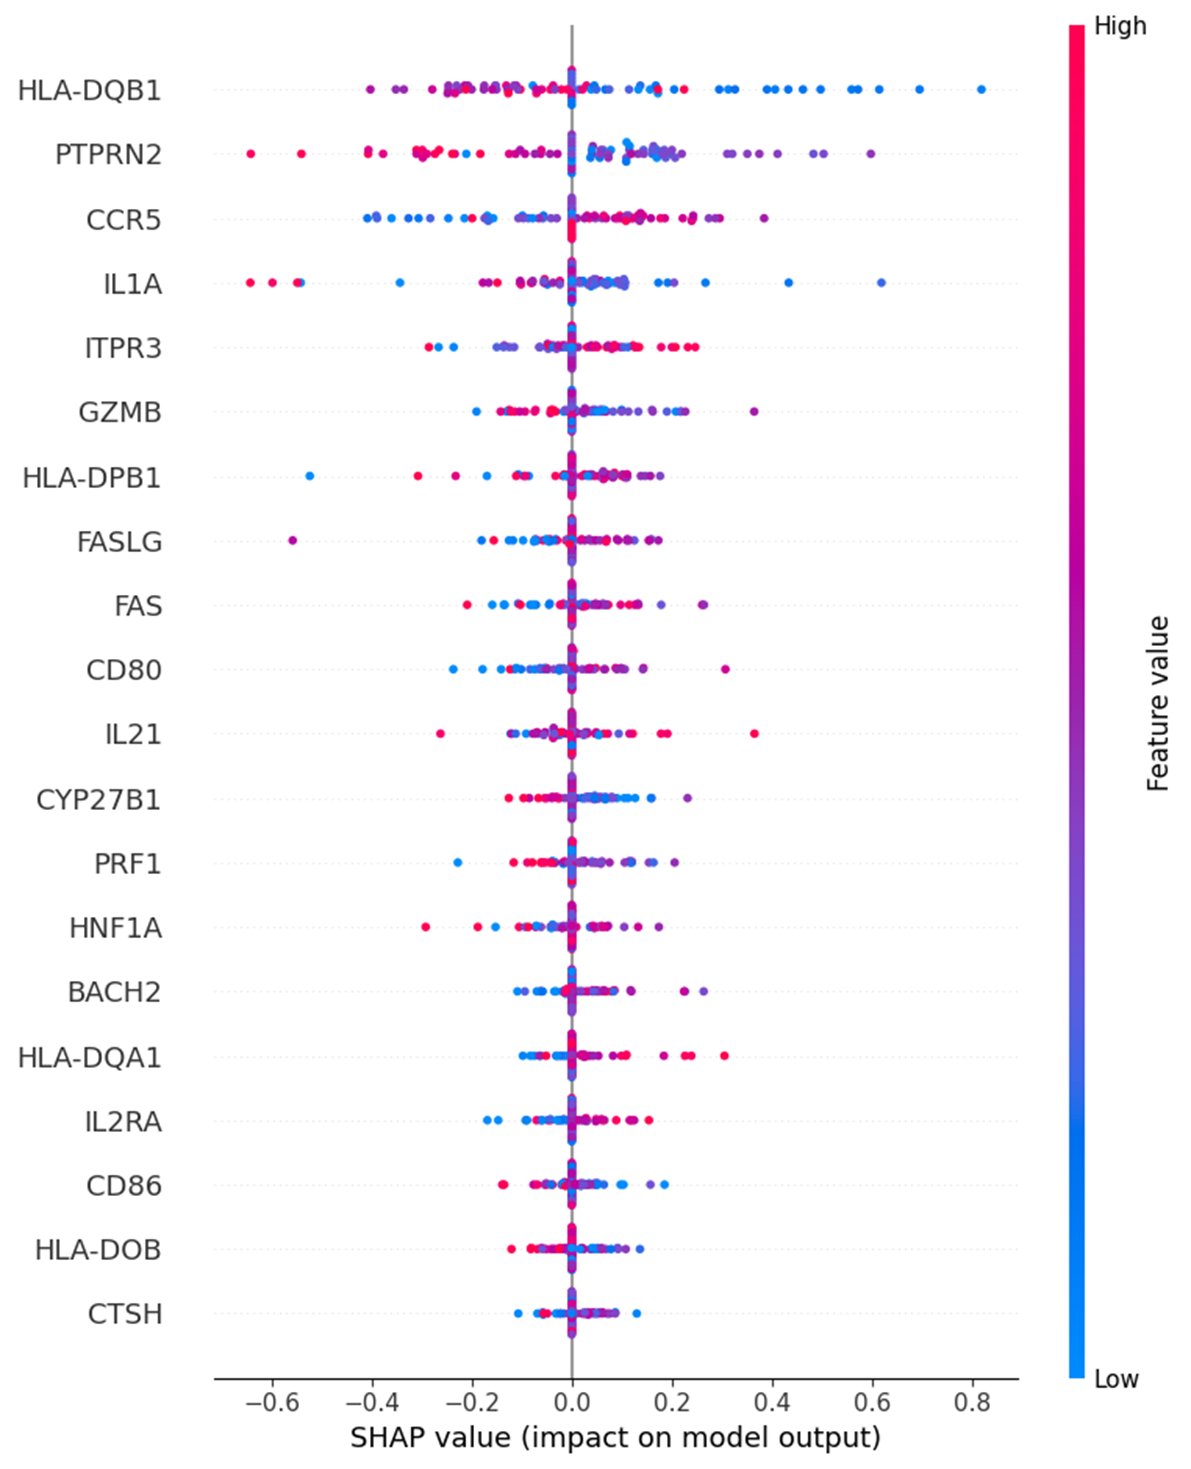 High
HLA-DQB1
PTPRN2
CCR5
IL1A
ITPR3
GZMB
HLA-DPB1
FASLG
FAS
CD80
IL21
CYP27B1
PRF1
HNF1A
BACH2
HLA-DQA1
IL2RA
CD86
HLA-DOB
CTSH
Feature value
Low
−0.6 −0.4 −0.2 0.0 0.2 0.4 0.6 0.8
SHAP value (impact on model output)